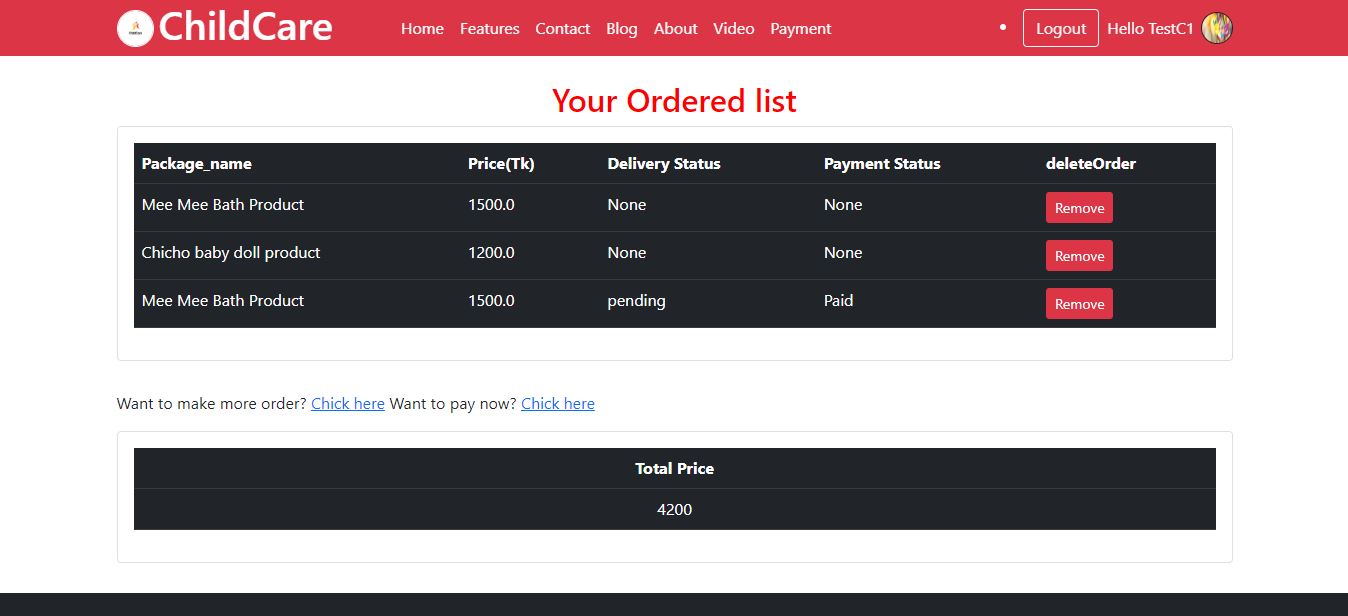 ChildCare Home Features Contact Blog About Video Payment Logout Hello TestC1
Your Ordered list
Package_name Price(Tk) Delivery Status Payment Status deleteOrder
Mee Mee Bath Product 1500.0 None None Remove
Chicho baby doll product 1200.0 None None Remove
Mee Mee Bath Product 1500.0 pending Paid Remove
Want to make more order? Chick here Want to pay now? Chick here
Total Price
4200